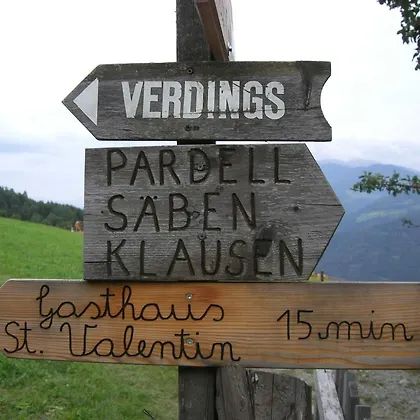 VERDINGS
PARDELL
SÄBEN
KLAUSEN
Gasthaus
St. Valentin 15 min